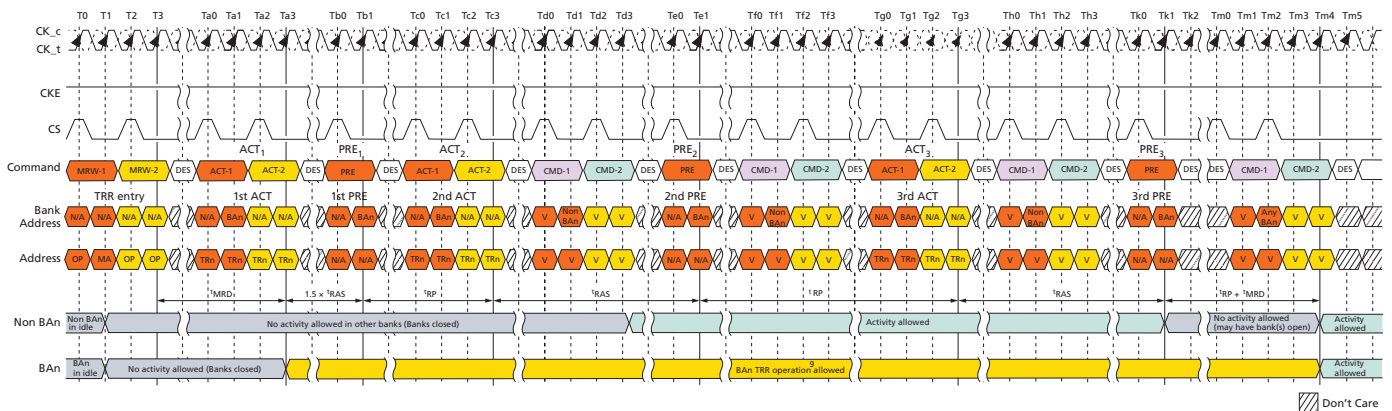 T0 T1 T2 T3 Ta0 Ta1 Ta2 Ta3 Tb0 Tb1 Tc0 Tc1 Tc2 Tc3 Td0 Td1 Td2 Td3 Te0 Te1 Tf0 Tf1 Tf2 Tf3 Tg0 Tg1 Tg2 Tg3 Th0 Th1 Th2 Th3 Tk0 Tk1 Tk2 Tm0 Tm1 Tm2 Tm3 Tm4 Tm5
CK_c
CK_t
CKE
CS
ACT1 PRE1 ACT2. PRE2 ACT3. PRE3
Command MRW-1 MRW-2 DES ACT-1 ACT-2 DES PRE DES ACT-1 ACT-2 DES CMD-1 CMD-2 DES PRE DES CMD-1 CMD-2 DES ACT-1 ACT-2 DES CMD-1 CMD-2 DES PRE DES DES CMD-1 CMD-2 DES
TRR entry 1st ACT 1st PRE 2nd ACT 2nd PRE 3rd ACT 3rd PRE
Bank Address N/A N/A N/A N/A N/A BAn N/A N/A N/A BAn N/A BAn N/A N/A V Non BAn V V N/A BAn V Non BAn V V N/A BAn N/A N/A V Non BAn V V N/A BAn V Any BAn V V
Address OP MA OP OP TRn TRn TRn TRn N/A N/A TRn TRn TRn TRn V V V V N/A N/A V V V V TRn TRn TRn TRn V V V V N/A N/A V V V V
tMRD 1.5 × tRAS tRP tRAS tRP tRAS tRP + tMRD
Non BAn Non BAn in idle No activity allowed in other banks (Banks closed) Activity allowed No activity allowed (may have bank(s) open) Activity allowed
BAn BAn in idle No activity allowed (Banks closed) BAn TRR operation allowed 9 Activity allowed
Don't Care